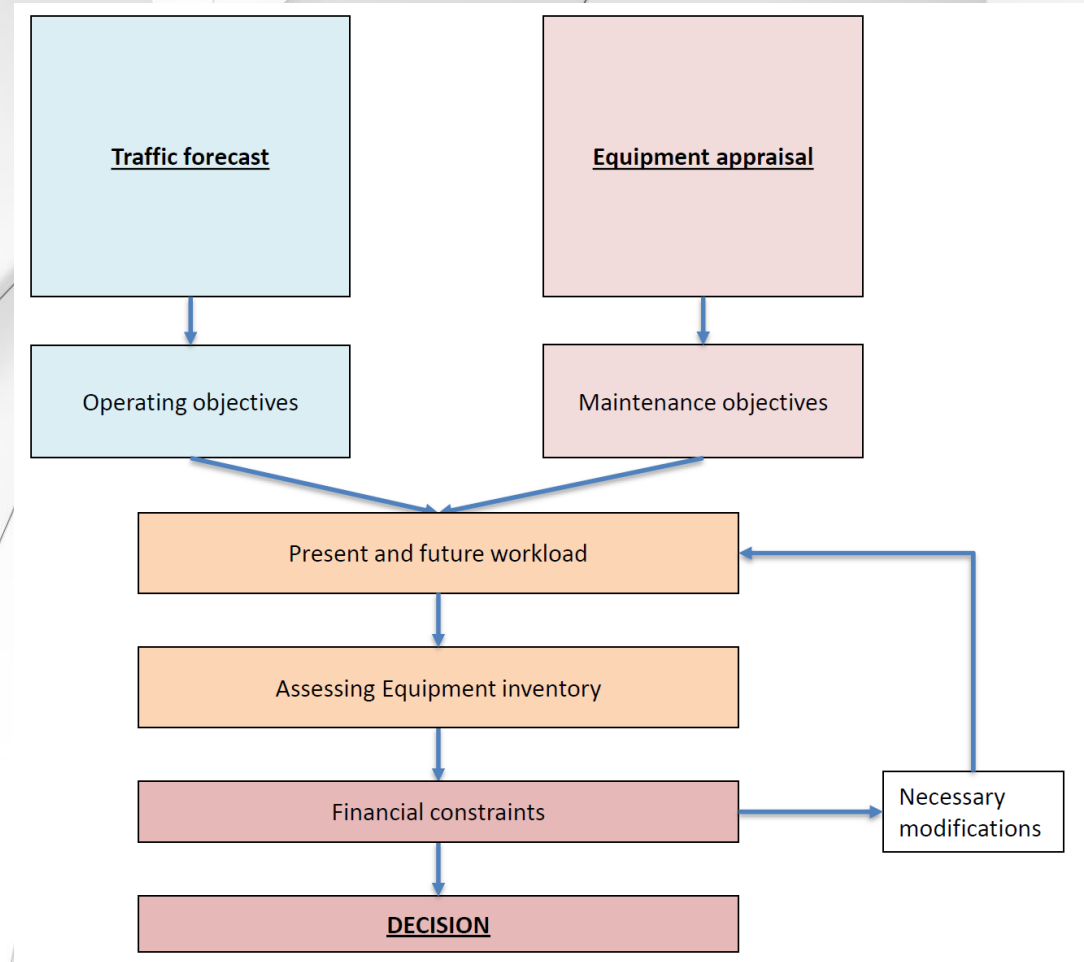 Traffic forecast
Equipment appraisal
Operating objectives
Maintenance objectives
Present and future workload
Assessing Equipment inventory
Financial constraints
Necessary
modifications
DECISION